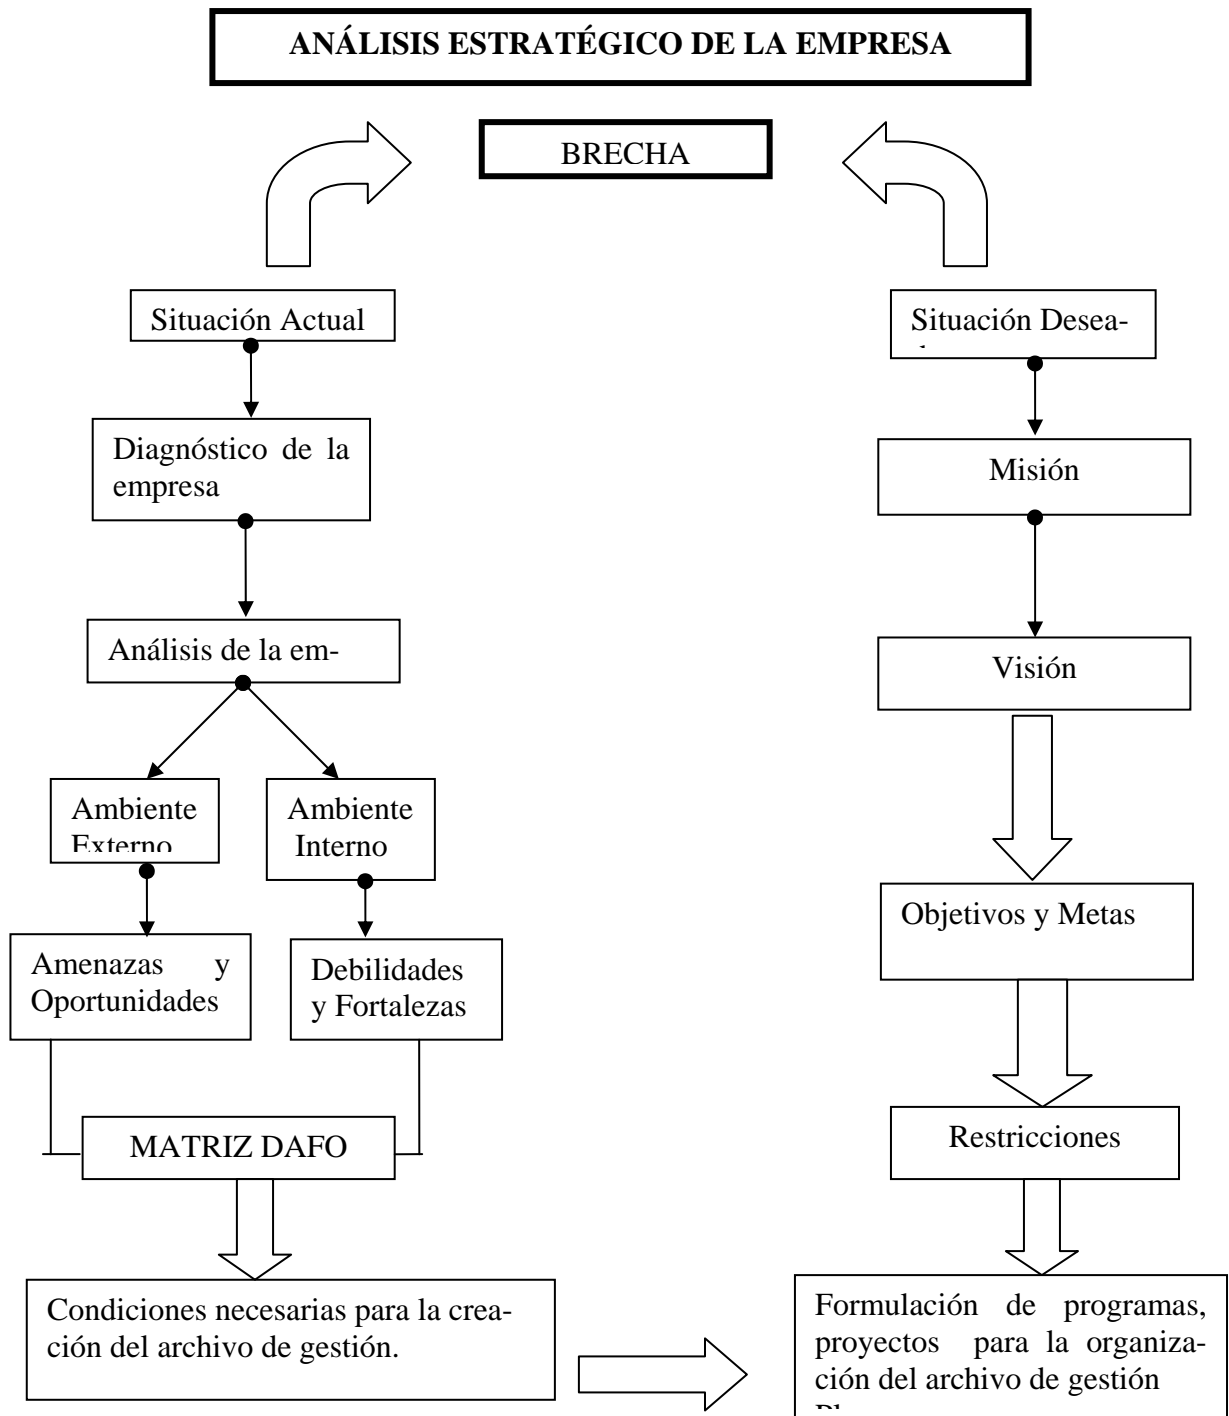 ANÁLISIS ESTRATÉGICO DE LA EMPRESA
BRECHA
Situación Actual
Situación Desea-
Diagnóstico de la
empresa
Misión
Análisis de la em-
Visión
Ambiente
Externo
Ambiente
Interno
Objetivos y Metas
Amenazas y
Oportunidades
Debilidades
y Fortalezas
MATRIZ DAFO
Restricciones
Condiciones necesarias para la crea-
ción del archivo de gestión.
Formulación de programas,
proyectos para la organiza-
ción del archivo de gestión